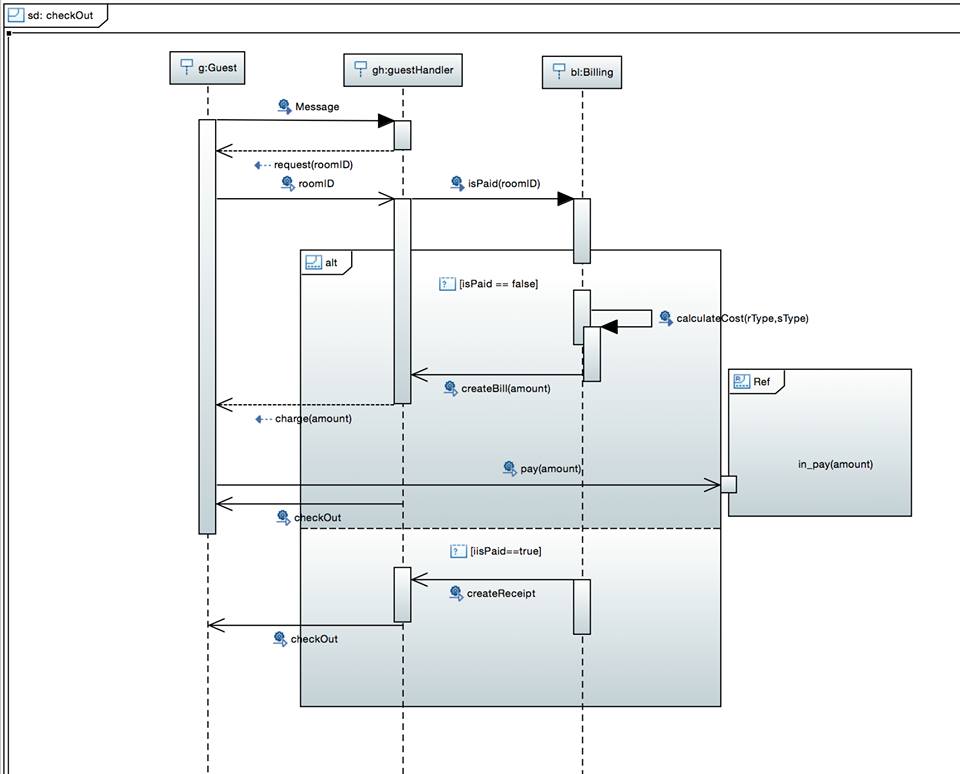 sd: checkOut
g:Guest
gh:guestHandler
bl:Billing
Message
request(roomID)
roomID
isPaid(roomID)
alt
[isPaid == false]
calculateCost(rType,sType)
createBill(amount)
Ref
charge(amount)
in_pay(amount)
pay(amount)
checkOut
[iisPaid==true]
createReceipt
checkOut